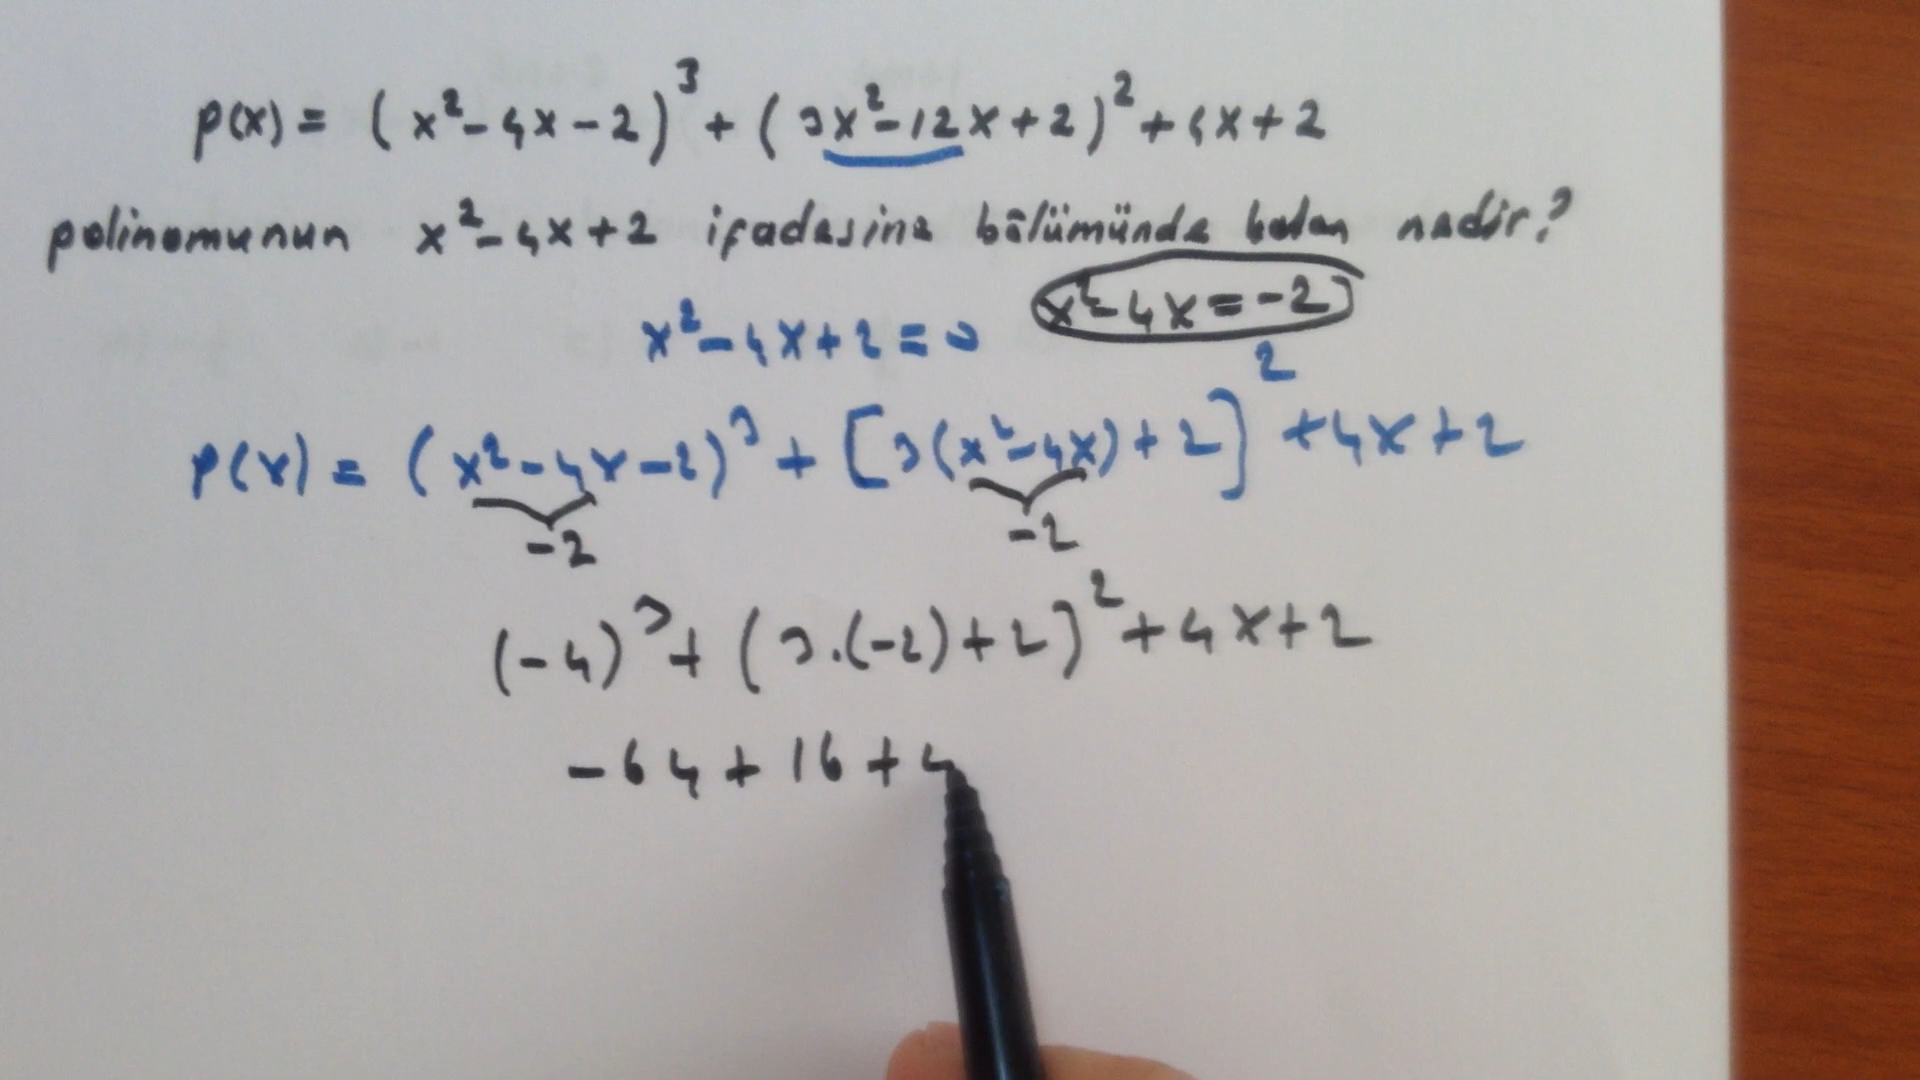 p(x) = (x² - 4x - 2)³ + (3x² - 12x + 2)² + 4x + 2
polinomunun x² - 4x + 2 ifadesine bölümünde kalan nedir?
x² - 4x + 2 = 0 x² - 4x = -2
p(x) = (x² - 4x - 2)³ + [3(x² - 4x) + 2]² + 4x + 2
-2 -2
(-4)³ + (3.(-2) + 2)² + 4x + 2
-64 + 16 + 4